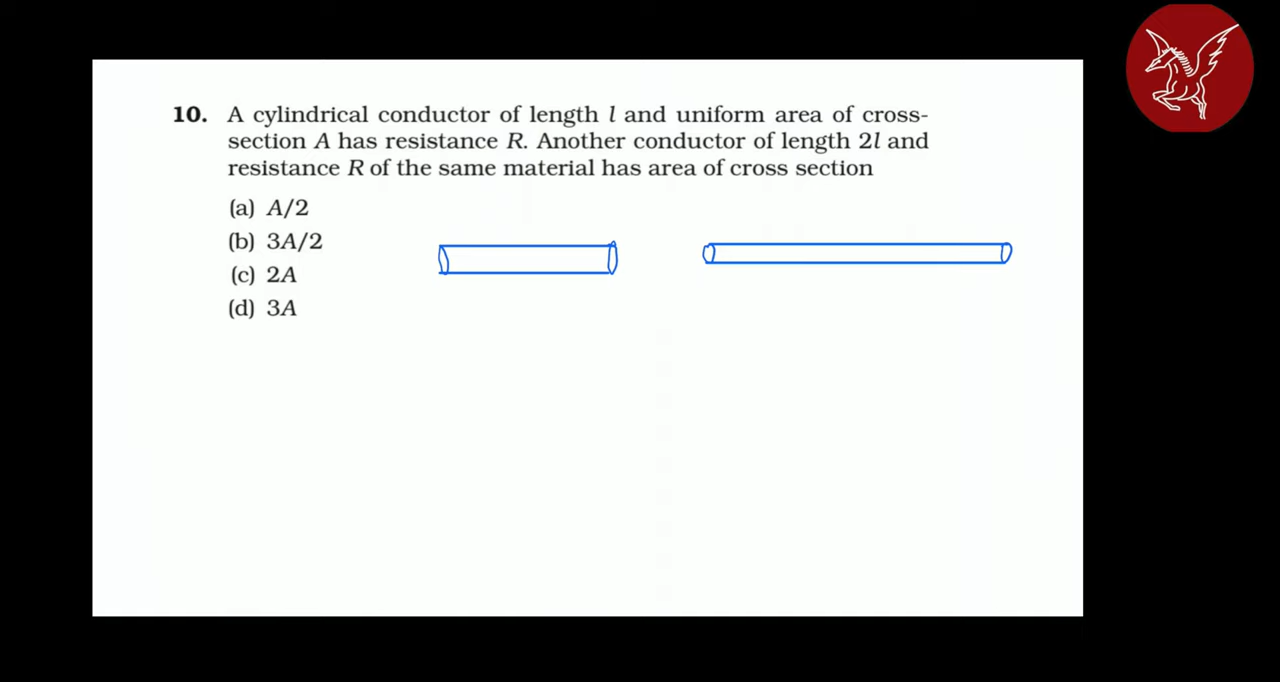 10. A cylindrical conductor of length l and uniform area of cross-
section A has resistance R. Another conductor of length 2l and
resistance R of the same material has area of cross section
(a) A/2
(b) 3A/2
(c) 2A
(d) 3A